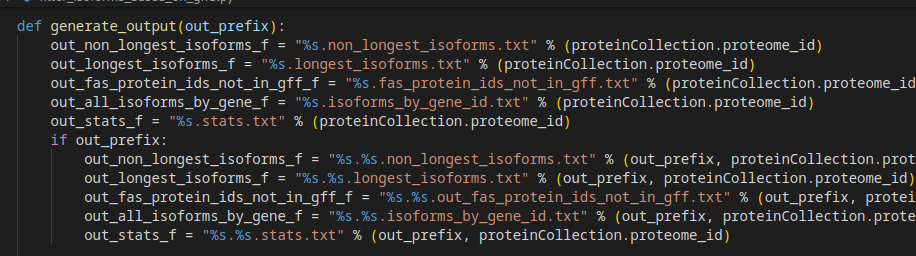 def generate_output(out_prefix):
    out_non_longest_isoforms_f = "%s.non_longest_isoforms.txt" % (proteinCollection.proteome_id)
    out_longest_isoforms_f = "%s.longest_isoforms.txt" % (proteinCollection.proteome_id)
    out_fas_protein_ids_not_in_gff_f = "%s.fas_protein_ids_not_in_gff.txt" % (proteinCollection.proteome_
    out_all_isoforms_by_gene_f = "%s.isoforms_by_gene_id.txt" % (proteinCollection.proteome_id)
    out_stats_f = "%s.stats.txt" % (proteinCollection.proteome_id)
    if out_prefix:
        out_non_longest_isoforms_f = "%s.%s.non_longest_isoforms.txt" % (out_prefix, proteinCollection.prot
        out_longest_isoforms_f = "%s.%s.longest_isoforms.txt" % (out_prefix, proteinCollection.proteome_id)
        out_fas_protein_ids_not_in_gff_f = "%s.%s.out_fas_protein_ids_not_in_gff.txt" % (out_prefix, protei
        out_all_isoforms_by_gene_f = "%s.%s.isoforms_by_gene_id.txt" % (out_prefix, proteinCollection.prote
        out_stats_f = "%s.%s.stats.txt" % (out_prefix, proteinCollection.proteome_id)